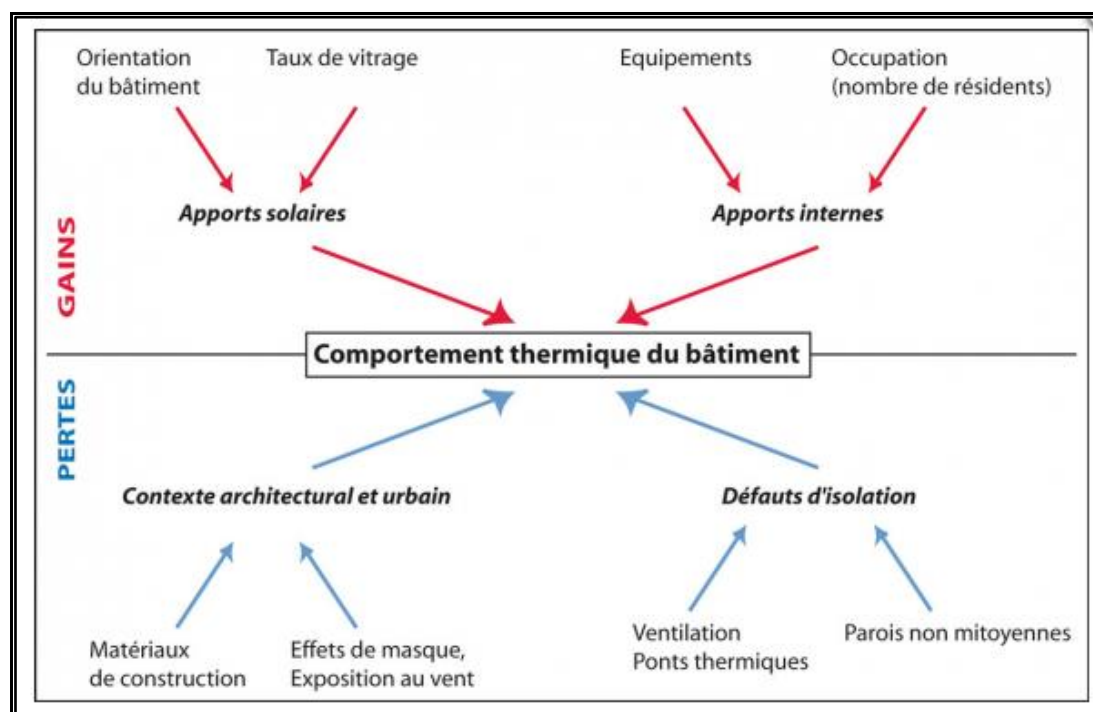 Orientation
du bâtiment
Taux de vitrage
Equipements
Occupation
(nombre de résidents)
Apports solaires
Apports internes
GAINS
Comportement thermique du bâtiment
PERTES
Contexte architectural et urbain
Défauts d'isolation
Matériaux
de construction
Effets de masque,
Exposition au vent
Ventilation
Ponts thermiques
Parois non mitoyennes